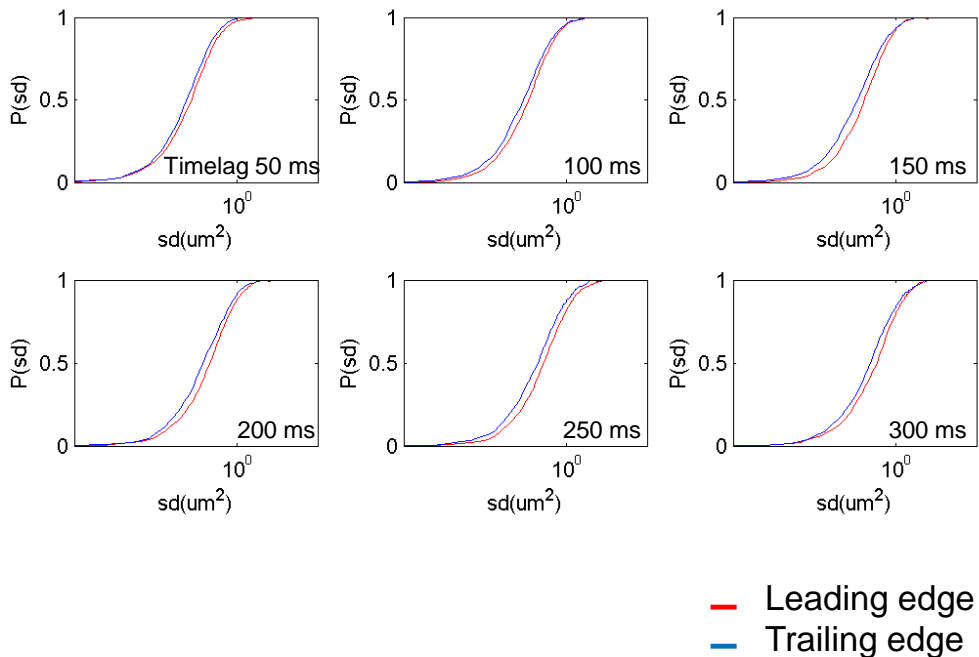 1
0.5
0
P(sd)
Timelag 50 ms
10^0
sd(um^2)
1
0.5
0
P(sd)
100 ms
10^0
sd(um^2)
1
0.5
0
P(sd)
150 ms
10^0
sd(um^2)
1
0.5
0
P(sd)
200 ms
10^0
sd(um^2)
1
0.5
0
P(sd)
250 ms
10^0
sd(um^2)
1
0.5
0
P(sd)
300 ms
10^0
sd(um^2)
Leading edge
Trailing edge